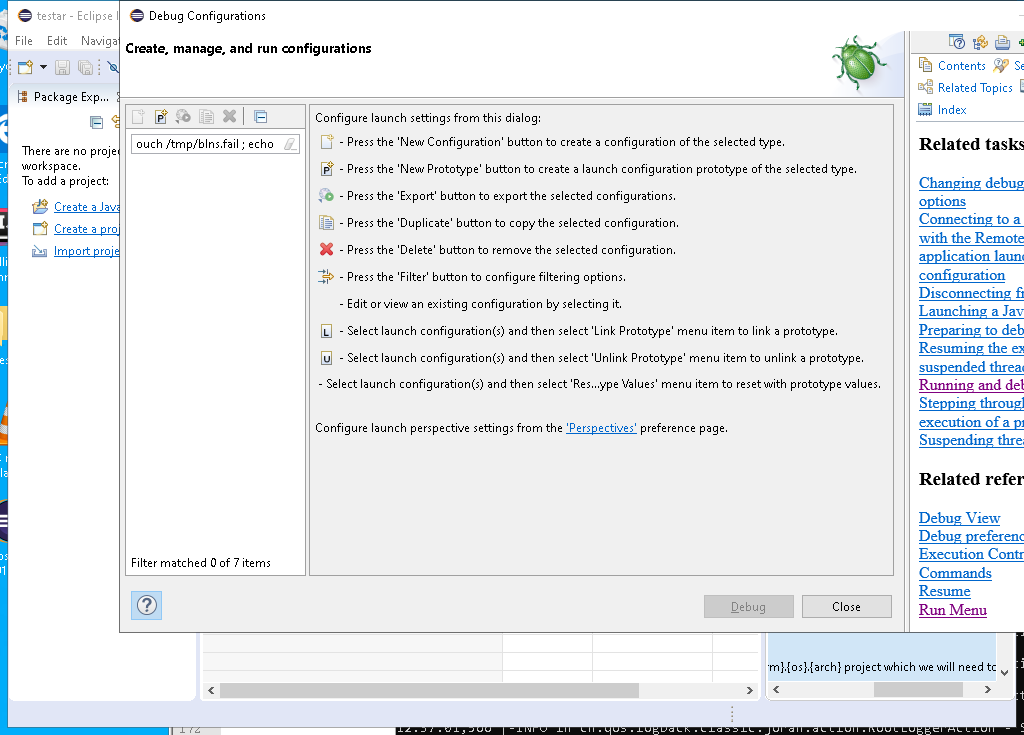 testar - Eclipse
Debug Configurations
File Edit Naviga
Create, manage, and run configurations
Contents
Related Topics
Index
Package Exp...
There are no proje
workspace.
To add a project:
Create a Java
Create a proj
Import proje
ouch /tmp/blns.fail ; echo
Filter matched 0 of 7 items
Configure launch settings from this dialog:
- Press the 'New Configuration' button to create a configuration of the selected type.
- Press the 'New Prototype' button to create a launch configuration prototype of the selected type.
- Press the 'Export' button to export the selected configurations.
- Press the 'Duplicate' button to copy the selected configuration.
- Press the 'Delete' button to remove the selected configuration.
- Press the 'Filter' button to configure filtering options.
- Edit or view an existing configuration by selecting it.
L - Select launch configuration(s) and then select 'Link Prototype' menu item to link a prototype.
U - Select launch configuration(s) and then select 'Unlink Prototype' menu item to unlink a prototype.
- Select launch configuration(s) and then select 'Res...ype Values' menu item to reset with prototype values.
Configure launch perspective settings from the 'Perspectives' preference page.
Debug
Close
Related tasks
Changing debug
options
Connecting to a
with the Remote
application laun
configuration
Disconnecting fr
Launching a Jav
Preparing to deb
Resuming the ex
suspended threa
Running and deb
Stepping through
execution of a pr
Suspending threa
Related refer
Debug View
Debug preferenc
Execution Contr
Commands
Resume
Run Menu
m}.{os}.{arch} project which we will need to
172
12:57:01,566 |-INFO in ch.qos.logback.classic.joran.action.RootLoggerAction - S